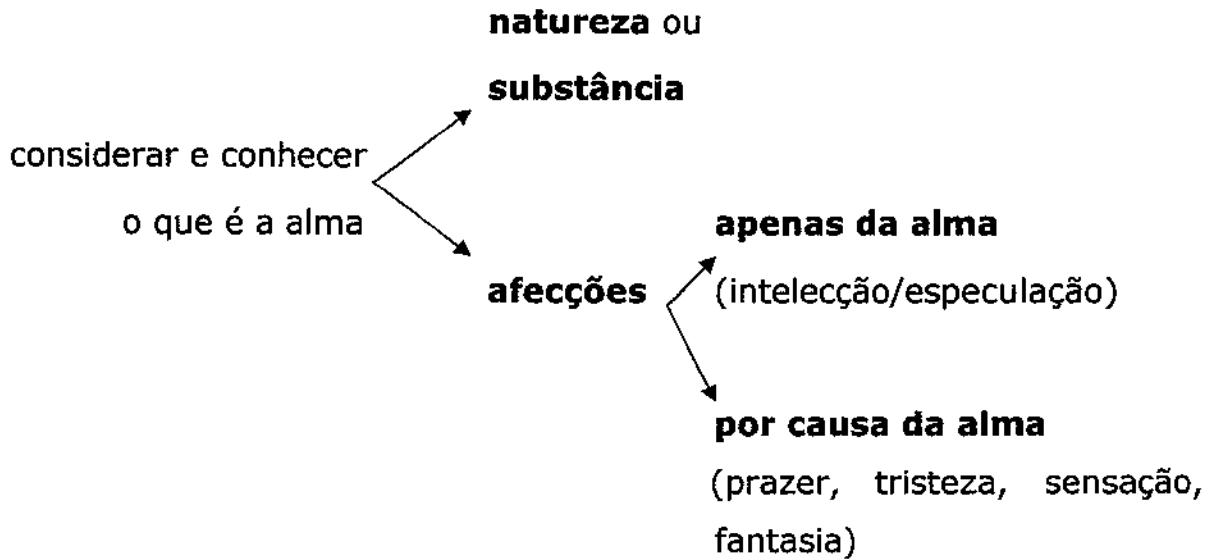 natureza ou
substância
considerar e conhecer
o que é a alma
apenas da alma
afecções
(intelecção/especulação)
por causa da alma
(prazer, tristeza, sensação,
fantasia)